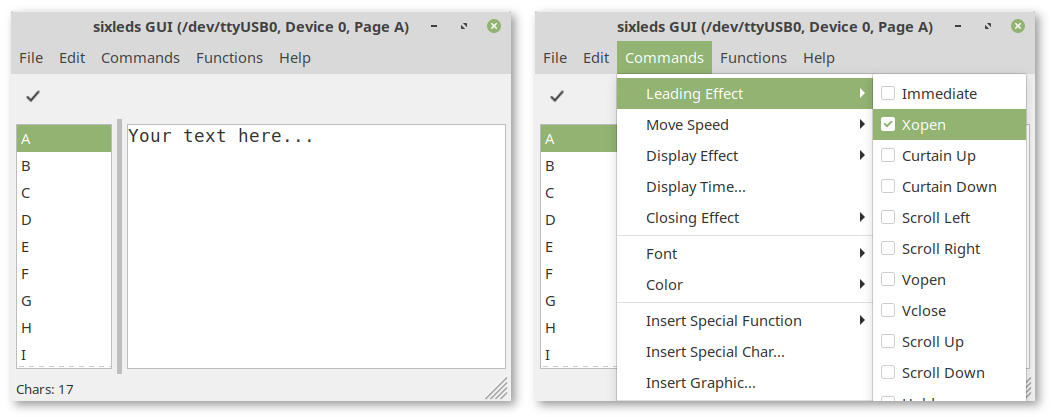 sixleds GUI (/dev/ttyUSB0, Device 0, Page A)
File Edit Commands Functions Help
A
B
C
D
E
F
G
H
I
Your text here...
Chars: 17
sixleds GUI (/dev/ttyUSB0, Device 0, Page A)
File Edit Commands Functions Help
A
B
C
D
E
F
G
H
I
Leading Effect
Move Speed
Display Effect
Display Time...
Closing Effect
Font
Color
Insert Special Function
Insert Special Char...
Insert Graphic...
Immediate
Xopen
Curtain Up
Curtain Down
Scroll Left
Scroll Right
Vopen
Vclose
Scroll Up
Scroll Down
Chars: 17